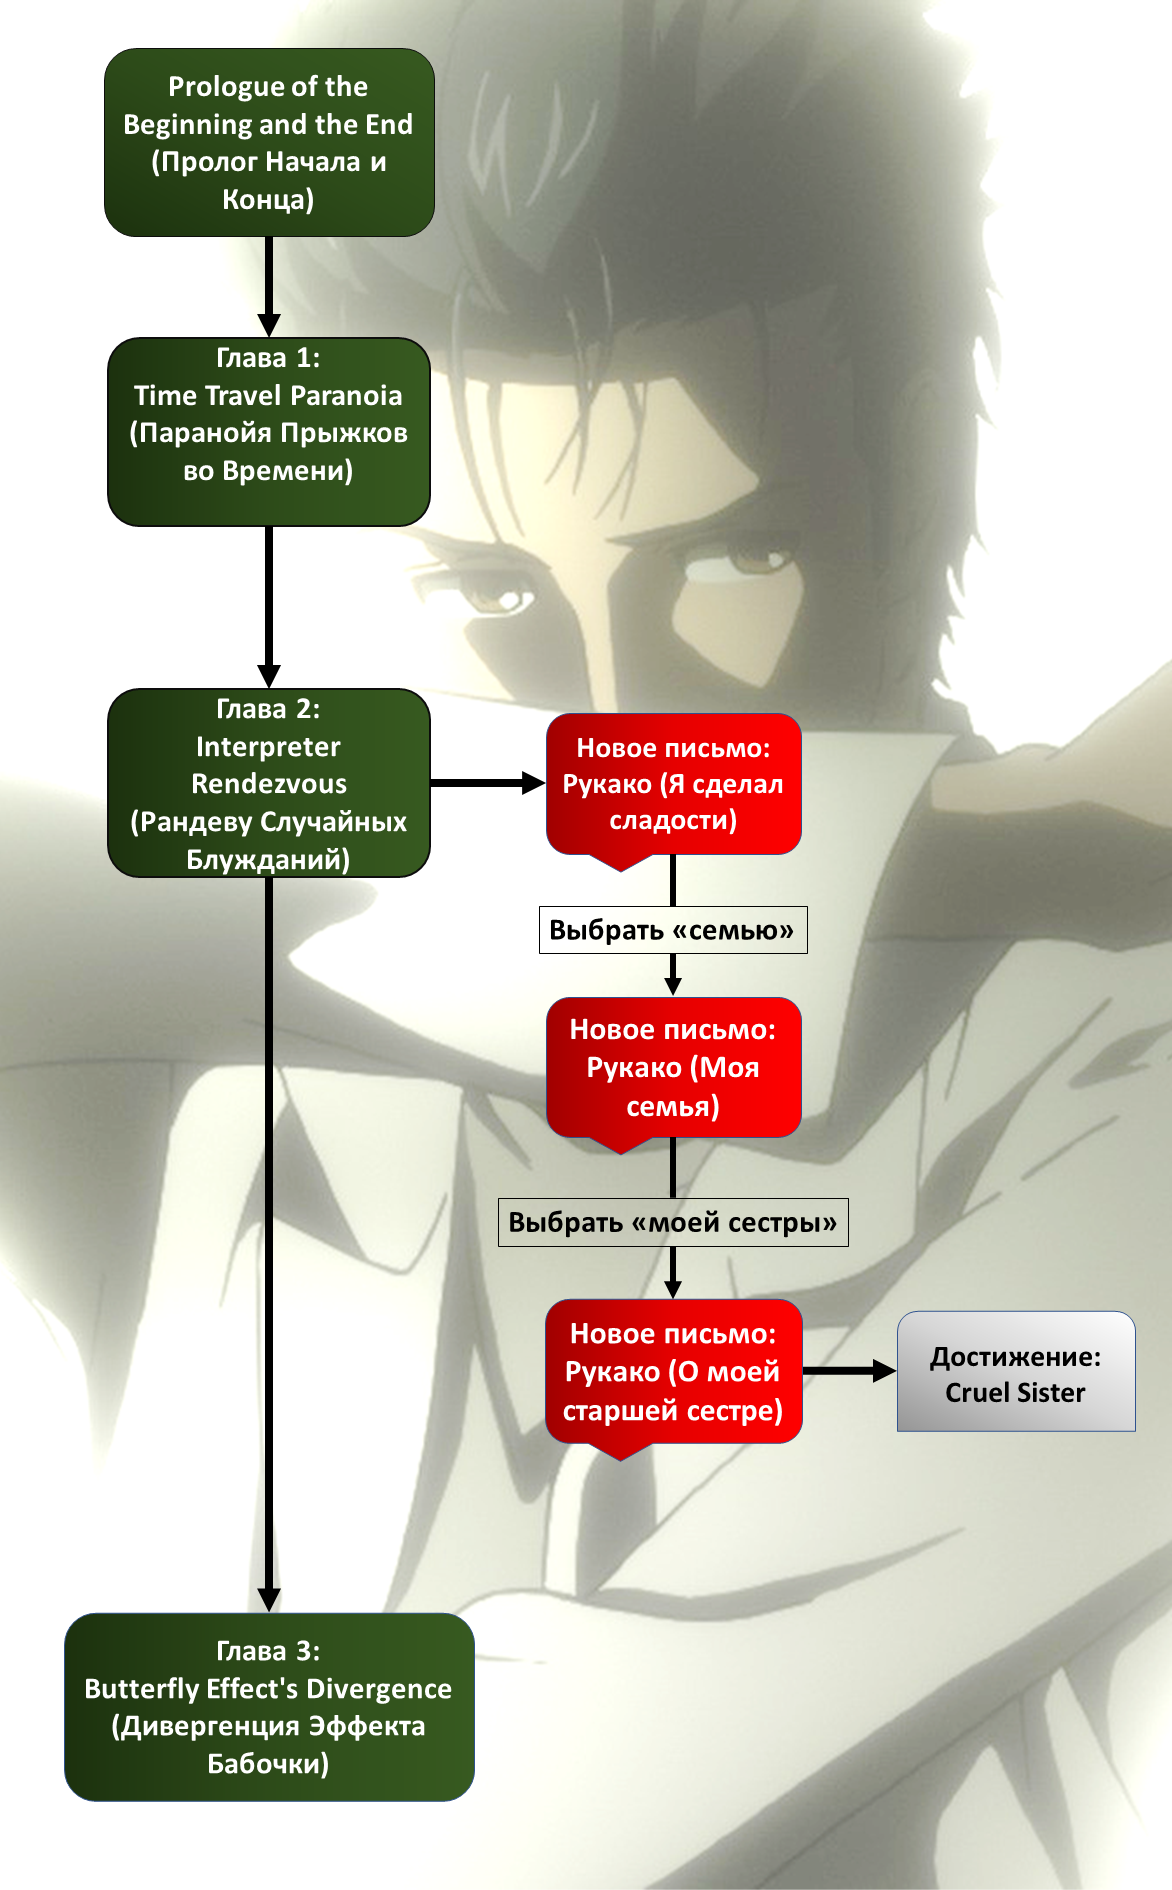 Prologue of the
Beginning and the End
(Пролог Начала и
Конца)
Глава 1:
Time Travel Paranoia
(Паранойя Прыжков
во Времени)
Глава 2:
Interpreter
Rendezvous
(Рандеву Случайных
Блужданий)
Новое письмо:
Рукако (Я сделал
сладости)
Выбрать «семью»
Новое письмо:
Рукако (Моя
семья)
Выбрать «моей сестры»
Новое письмо:
Рукако (О моей
старшей сестре)
Достижение:
Cruel Sister
Глава 3:
Butterfly Effect's Divergence
(Дивергенция Эффекта
Бабочки)